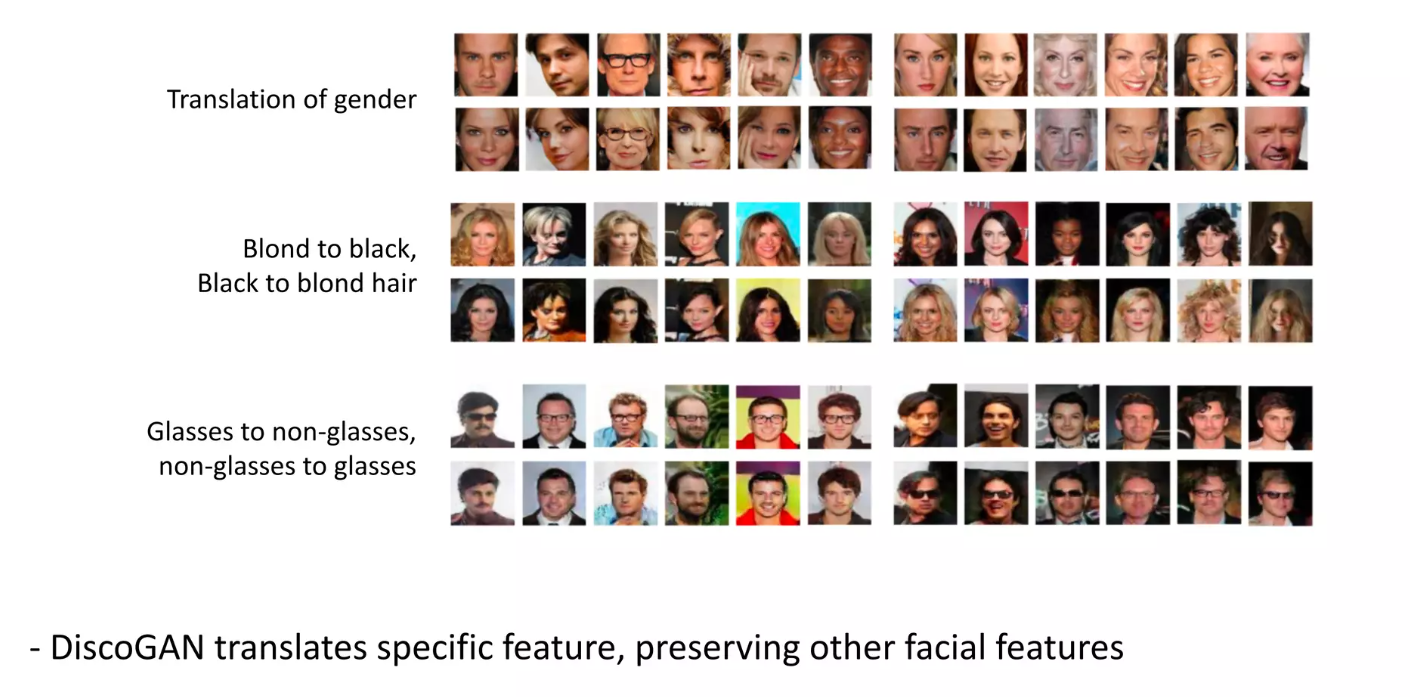 Translation of gender
Blond to black,
Black to blond hair
Glasses to non-glasses,
non-glasses to glasses
- DiscoGAN translates specific feature, preserving other facial features